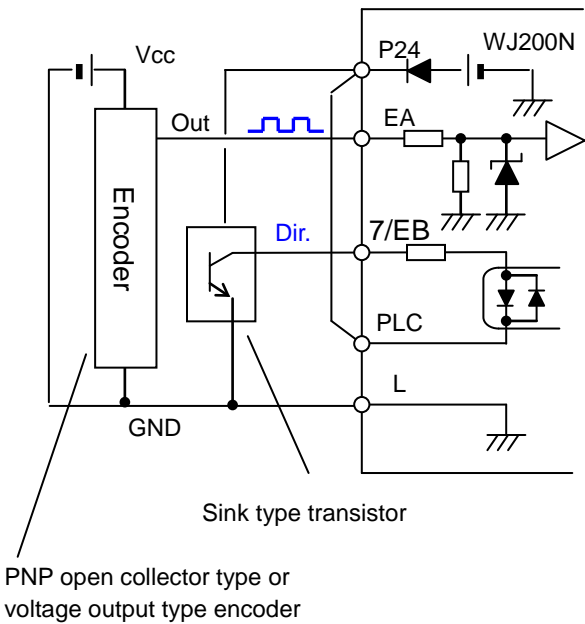 Vcc
P24
WJ200N
Out
EA
Encoder
Dir.
7/EB
PLC
L
GND
Sink type transistor
PNP open collector type or
voltage output type encoder